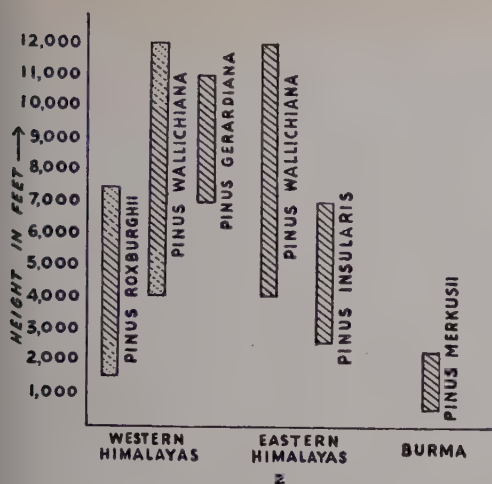 12,000
11,000
10,000
9,000
8,000
7,000
6,000
5,000
4,000
3,000
2,000
1,000
HEIGHT IN FEET →
PINUS ROXBURGHII
PINUS WALLICHIANA
PINUS GERARDIANA
PINUS WALLICHIANA
PINUS INSULARIS
PINUS MERKUSII
WESTERN
HIMALAYAS
EASTERN
HIMALAYAS
BURMA